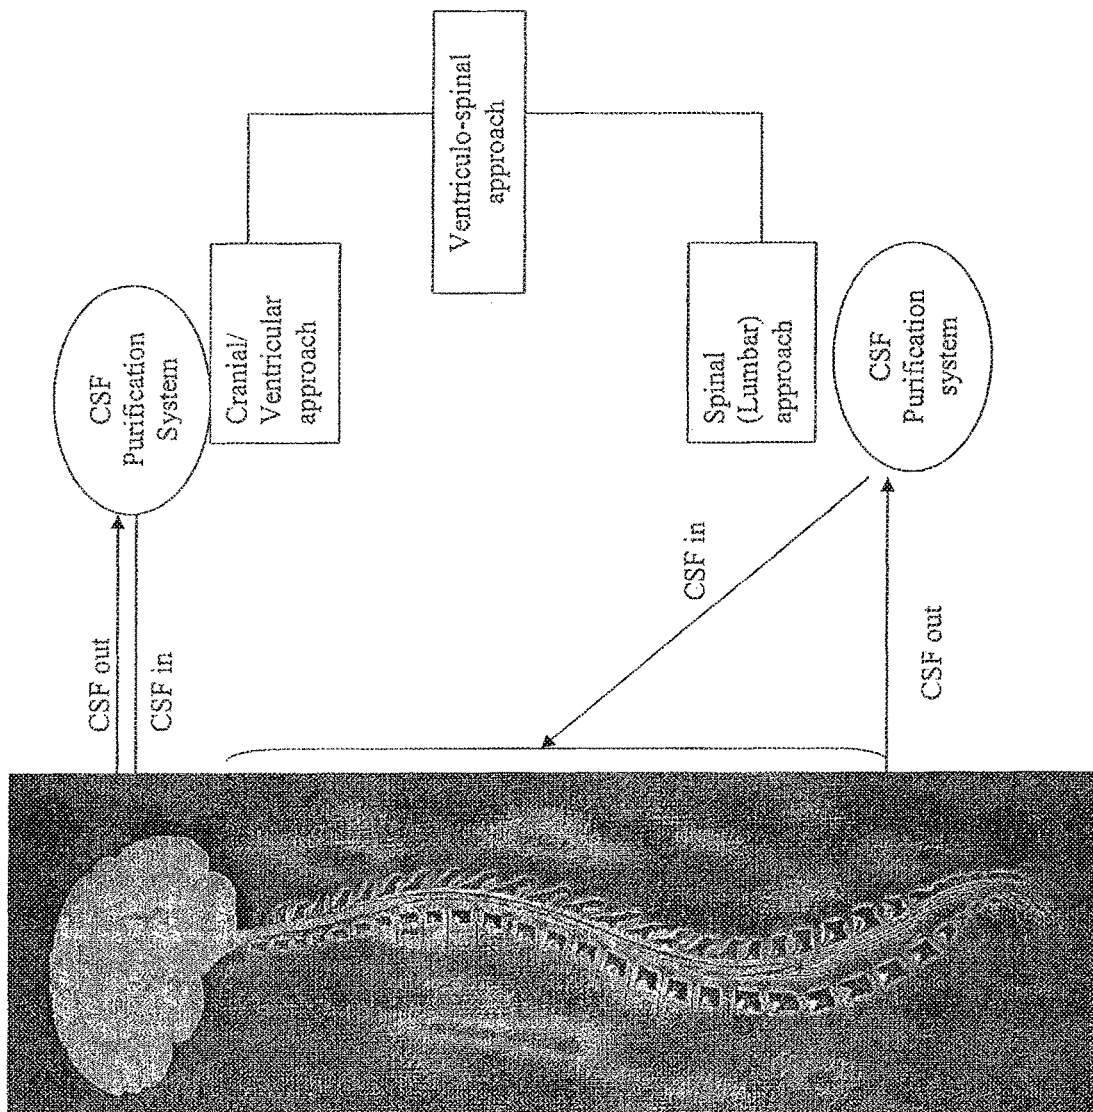 CSF out
CSF in
CSF
Purification
System
Cranial/
Ventricular
approach
Ventriculo-spinal
approach
Spinal
(Lumbar)
approach
CSF
Purification
system
CSF in
CSF out